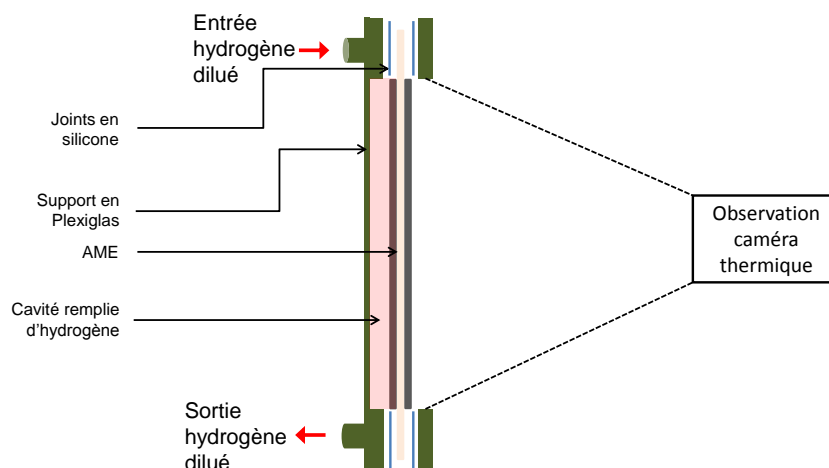 Entrée
hydrogène
dilué
Joints en
silicone
Support en
Plexiglas
AME
Cavité remplie
d'hydrogène
Sortie
hydrogène
dilué
Observation
caméra
thermique